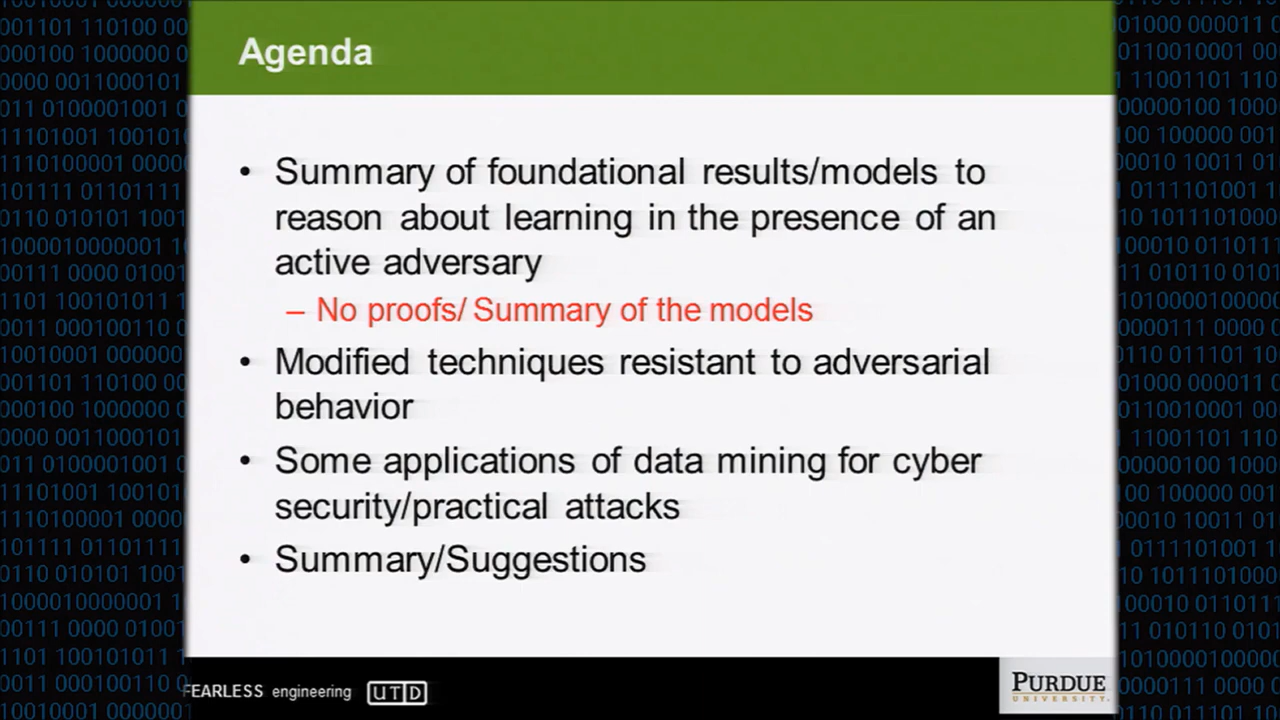 Agenda
• Summary of foundational results/models to
reason about learning in the presence of an
active adversary
– No proofs/ Summary of the models
• Modified techniques resistant to adversarial
behavior
• Some applications of data mining for cyber
security/practical attacks
• Summary/Suggestions
FEARLESS engineering UTD
PURDUE
UNIVERSITY